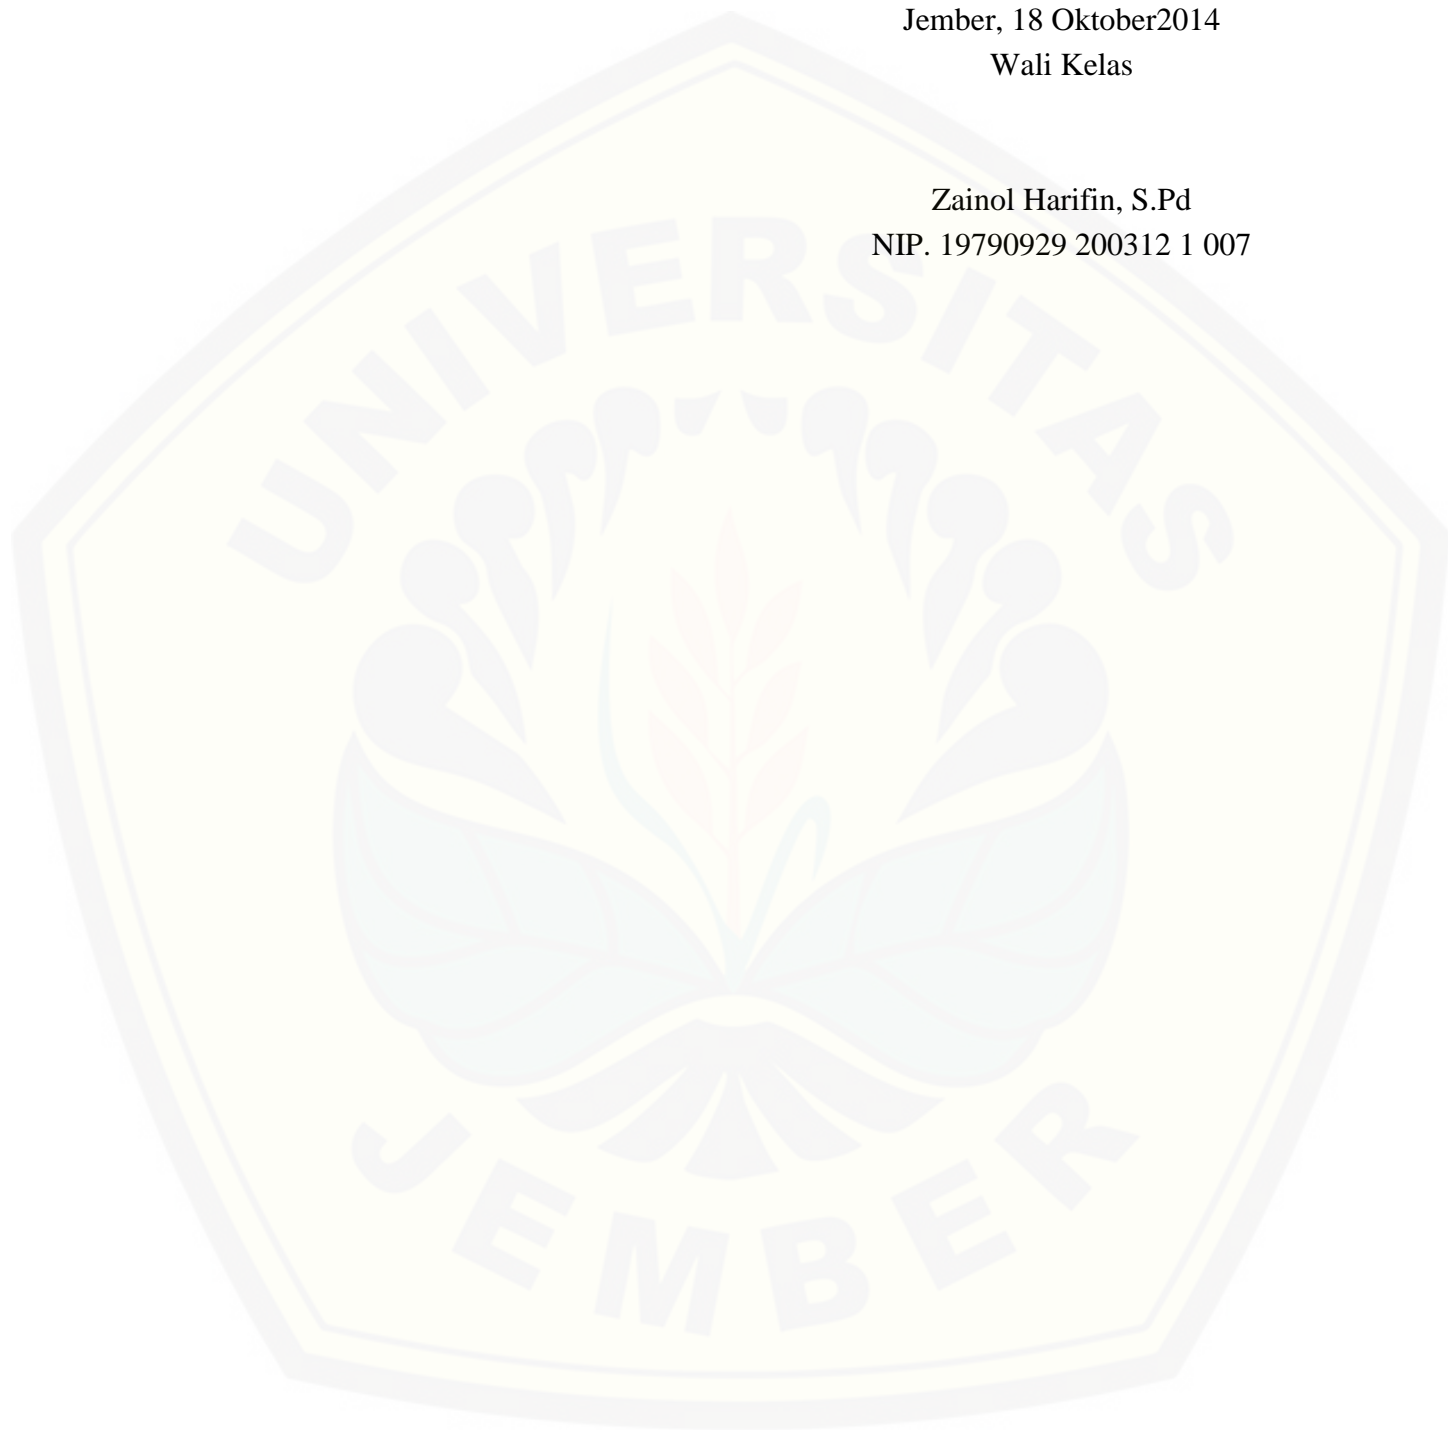 Jember, 18 Oktober2014
Wali Kelas
Zainol Harifin, S.Pd
NIP. 19790929 200312 1 007
UNIVERSITAS
JEMBER